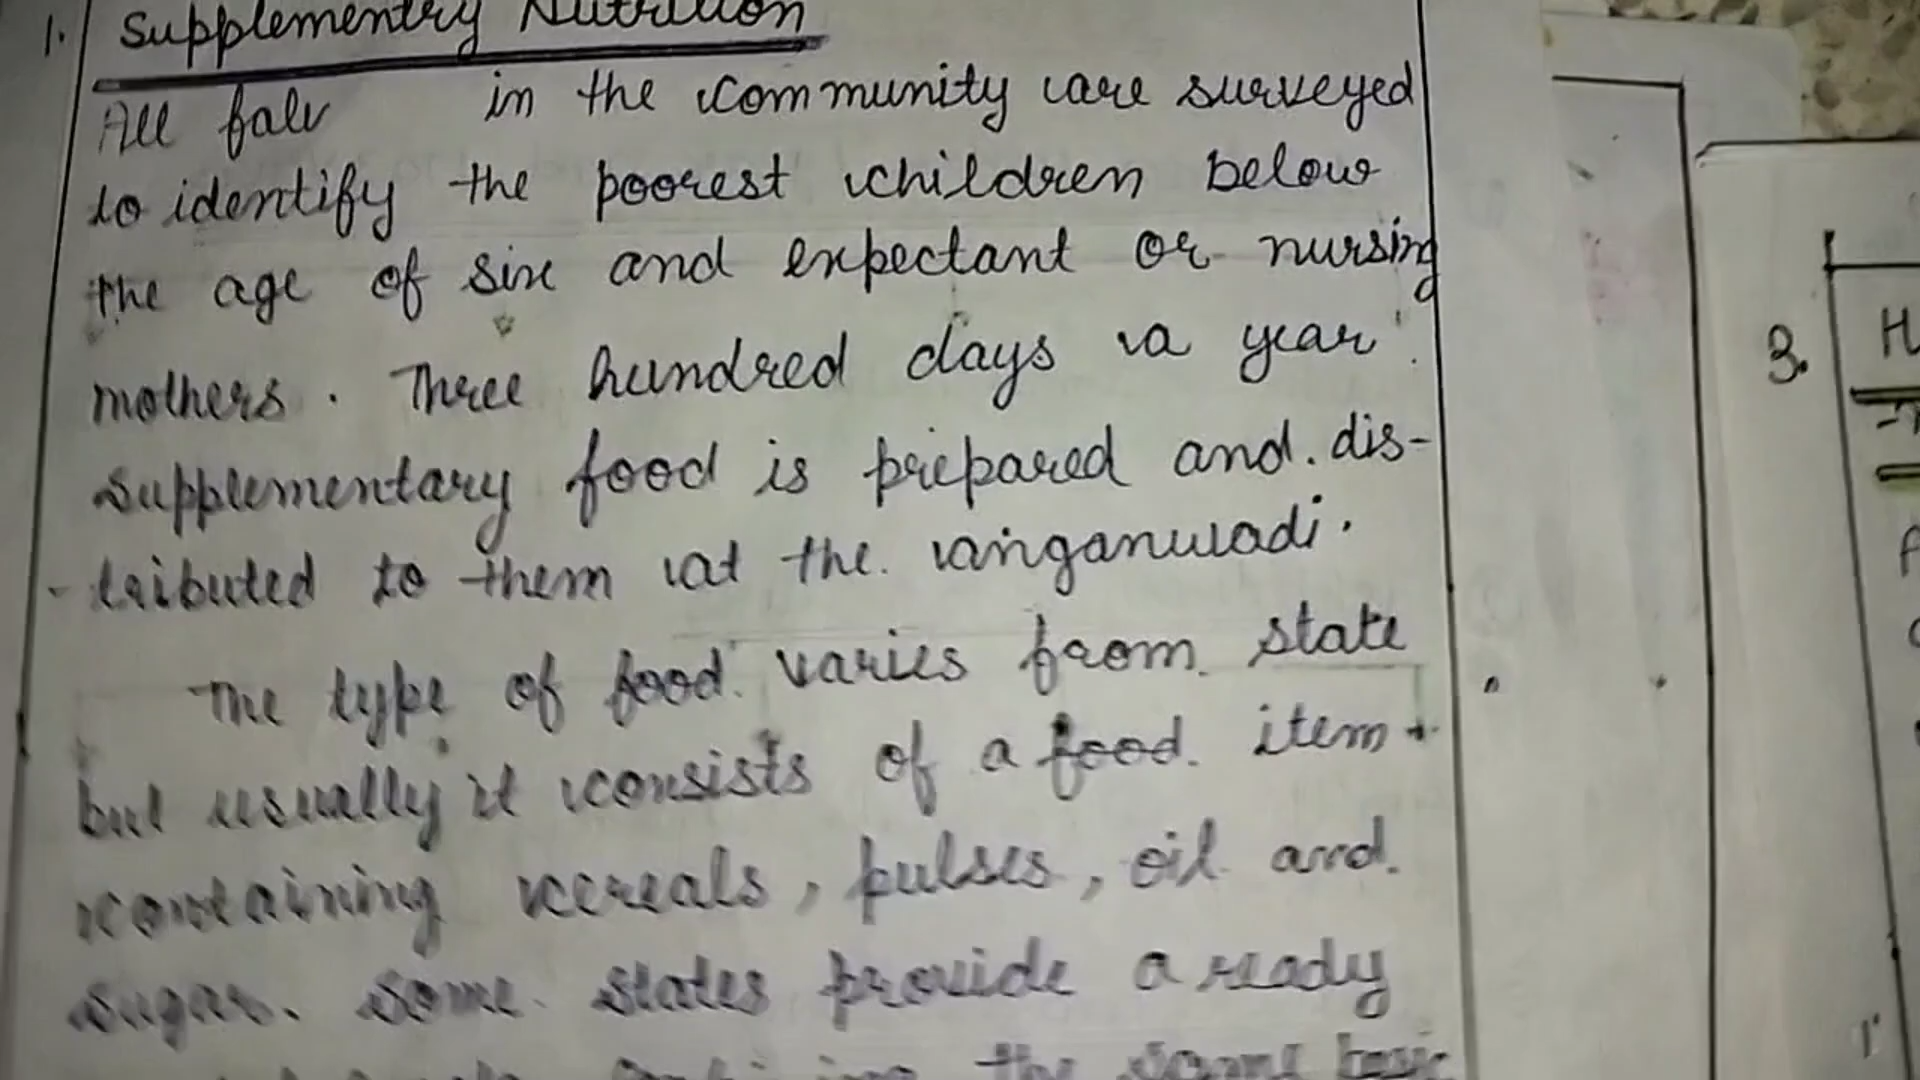 1. Supplementry Nutrition
All in the community are surveyed
to identify the poorest children below
the age of six and expectant or nursing
mothers. Three hundred days a year
supplementary food is prepared and dis-
-tributed to them at the anganwadi.
The type of food varies from state
but usually it consists of a food item
containing cereals, pulses, oil and
sugar. Some states provide a ready
the same basic
3.